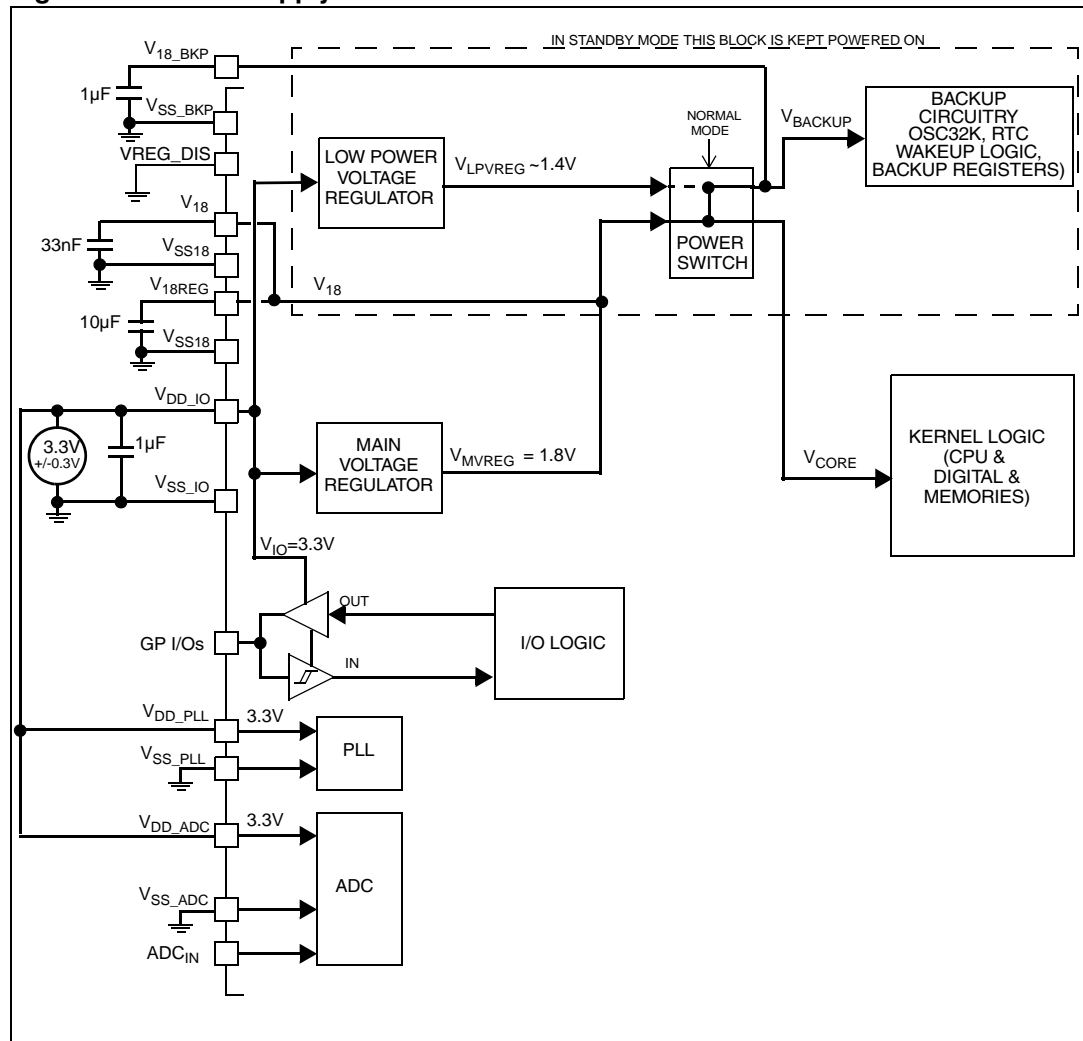 IN STANDBY MODE THIS BLOCK IS KEPT POWERED ON
V18_BKP
1µF
VSS_BKP
VREG_DIS
V18
33nF
VSS18
V18REG
10µF
VSS18
VDD_IO
3.3V
+/-0.3V
1µF
VSS_IO
LOW POWER
VOLTAGE
REGULATOR
VLPVREG ~1.4V
NORMAL
MODE
POWER
SWITCH
VBACKUP
BACKUP
CIRCUITRY
OSC32K, RTC
WAKEUP LOGIC,
BACKUP REGISTERS)
V18
MAIN
VOLTAGE
REGULATOR
VMVREG = 1.8V
VCORE
KERNEL LOGIC
(CPU &
DIGITAL &
MEMORIES)
VIO=3.3V
OUT
GP I/Os
IN
I/O LOGIC
VDD_PLL
3.3V
VSS_PLL
PLL
VDD_ADC
3.3V
VSS_ADC
ADCIN
ADC